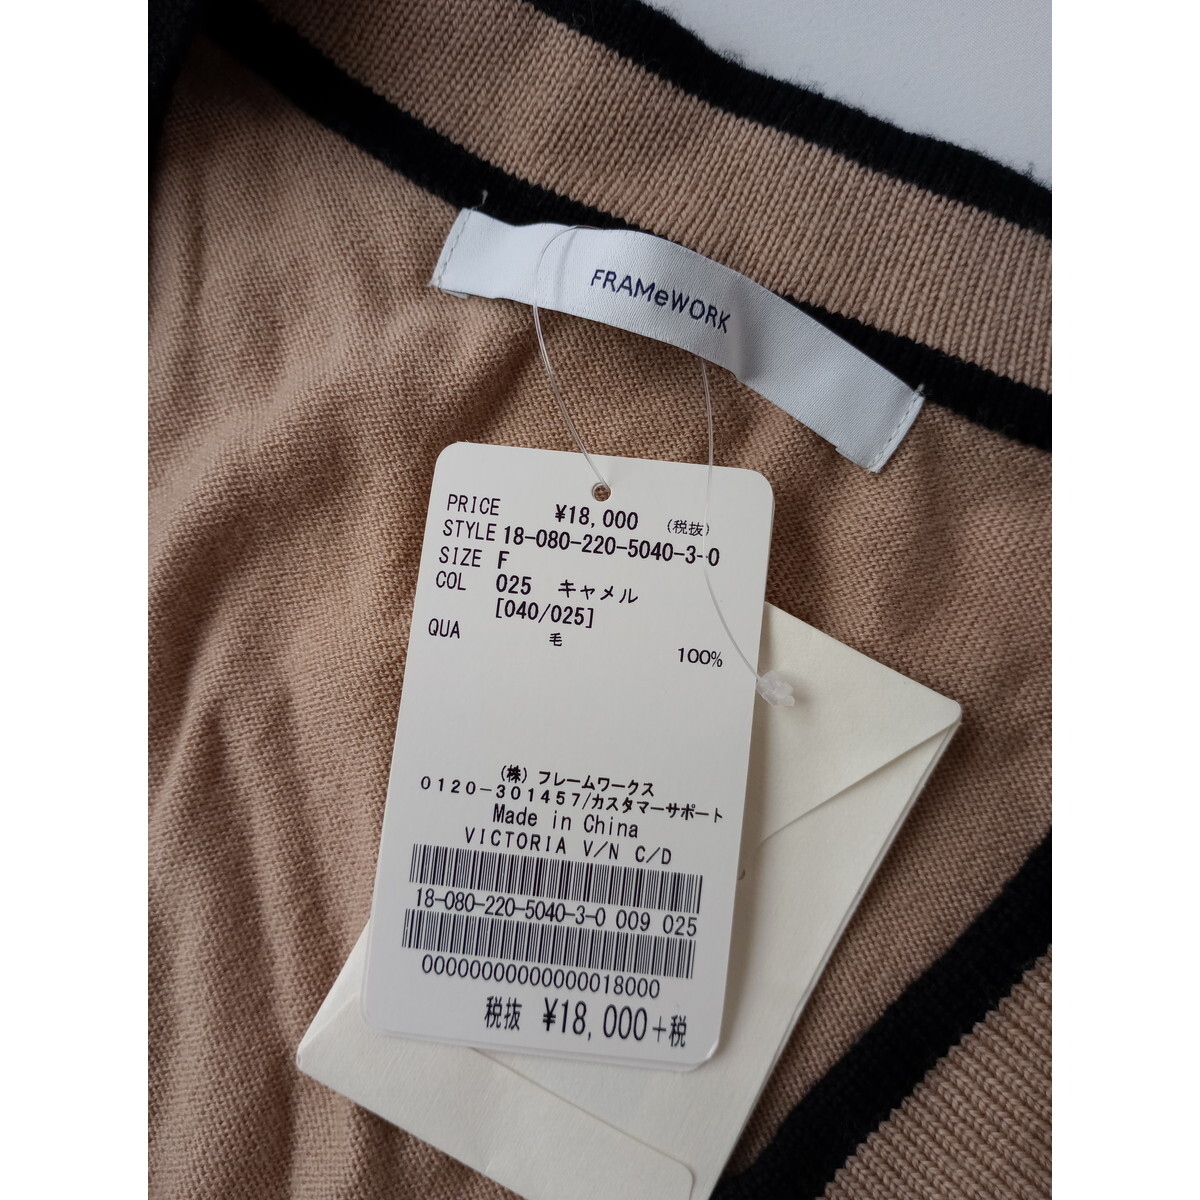 FRAMeWORK
PRICE ¥18,000 (税抜)
STYLE 18-080-220-5040-3-0
SIZE F
COL 025 キャメル
[040/025]
QUA 毛 100%
(株) フレームワークス
0120-301457/カスタマーサポート
Made in China
VICTORIA V/N C/D
18-080-220-5040-3-0 009 025
00000000000000018000
税抜 ¥18,000+税